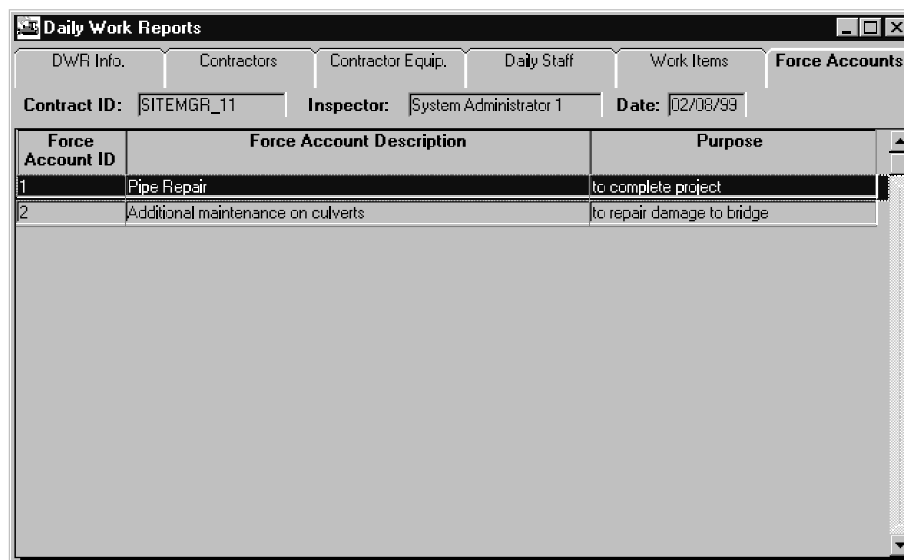 Daily Work Reports
DWR Info. Contractors Contractor Equip. Daily Staff Work Items Force Accounts
Contract ID: SITEMGR_11 Inspector: System Administrator 1 Date: 02/08/99
Force Account ID Force Account Description Purpose
1 Pipe Repair to complete project
2 Additional maintenance on culverts to repair damage to bridge